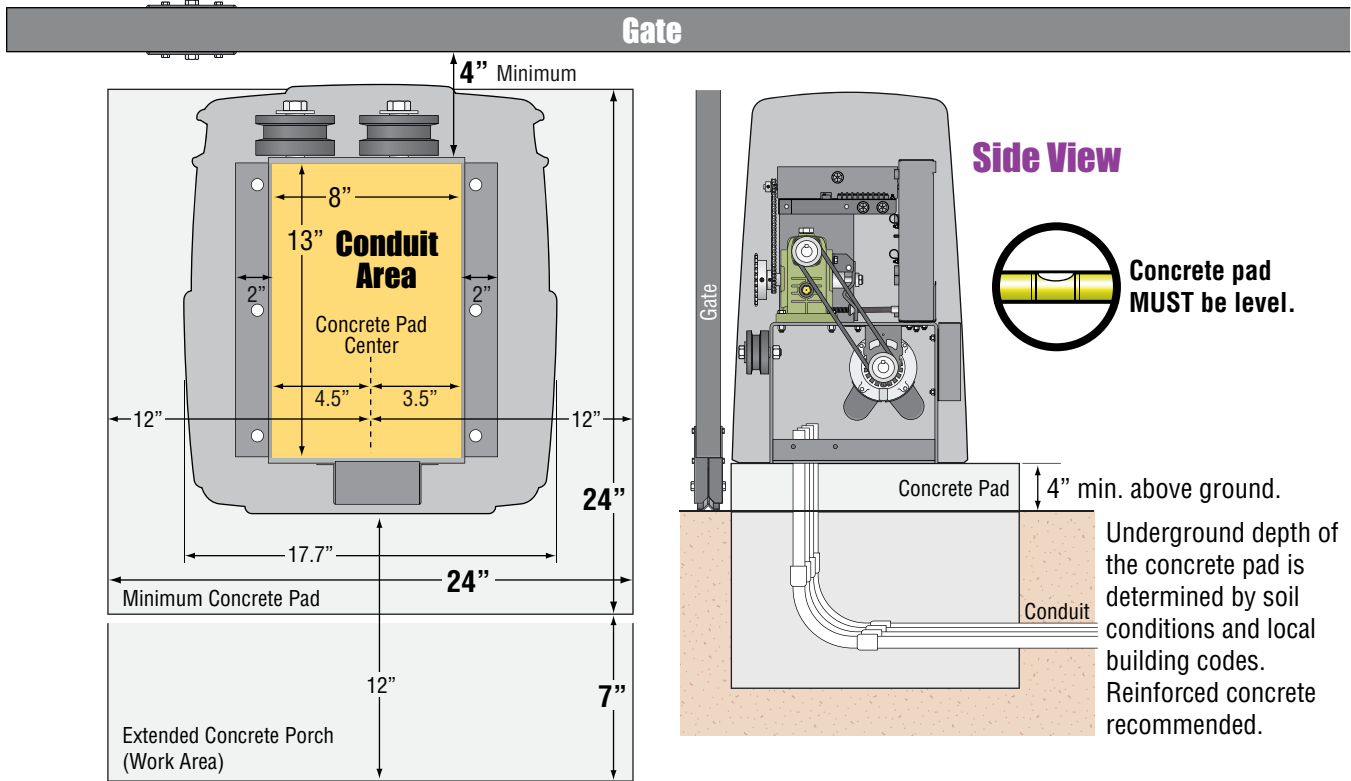 Gate
4” Minimum
8”
13”
Conduit
Area
2”
2”
Concrete Pad
Center
4.5”
3.5”
12”
12”
24”
17.7”
24”
Minimum Concrete Pad
12”
7”
Extended Concrete Porch
(Work Area)
Side View
Gate
Concrete pad
MUST be level.
Concrete Pad
4” min. above ground.
Conduit
Underground depth of
the concrete pad is
determined by soil
conditions and local
building codes.
Reinforced concrete
recommended.